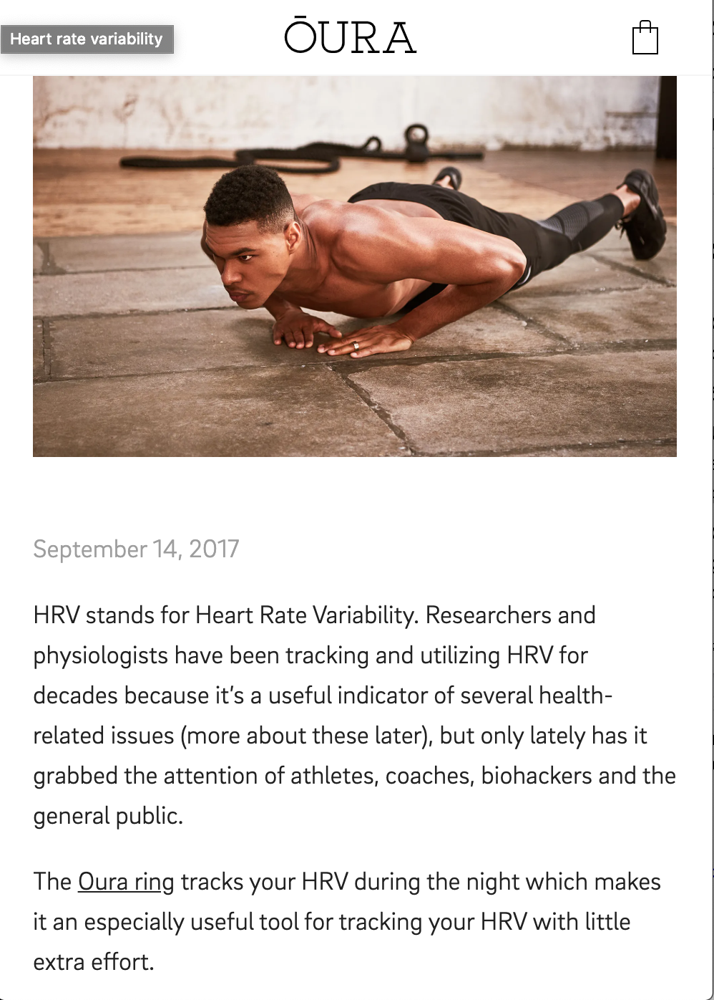 Heart rate variability
ŌURA
September 14, 2017
HRV stands for Heart Rate Variability. Researchers and
physiologists have been tracking and utilizing HRV for
decades because it’s a useful indicator of several health-
related issues (more about these later), but only lately has it
grabbed the attention of athletes, coaches, biohackers and the
general public.
The Oura ring tracks your HRV during the night which makes
it an especially useful tool for tracking your HRV with little
extra effort.